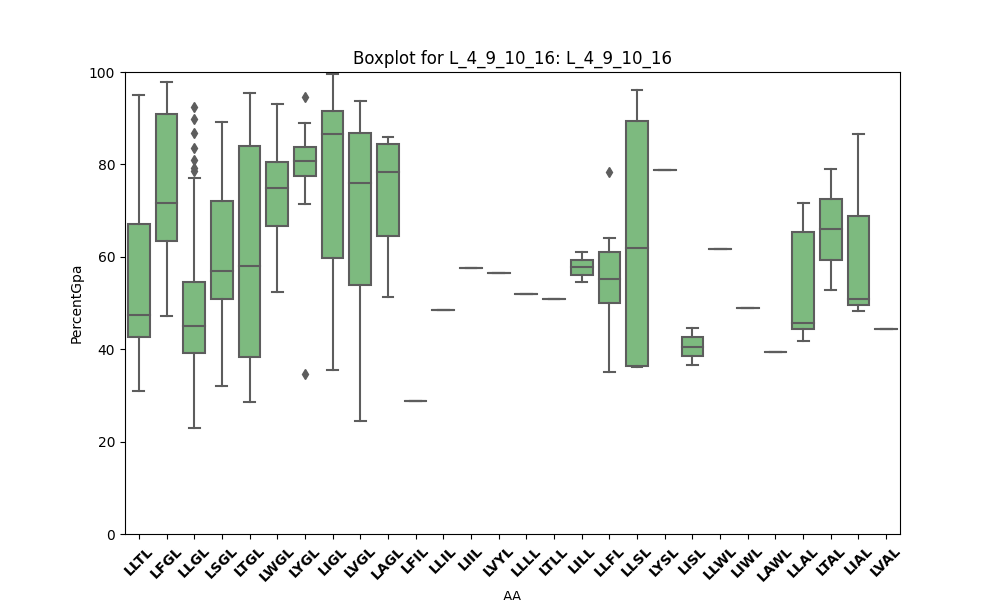 Boxplot for L_4_9_10_16: L_4_9_10_16
PercentGpa
100
80
60
40
20
0
LLTL LFGL LLGL LSGL LTGL LWGL LYGL LIGL LVGL LAGL LFIL LLIL LIIL LVYL LLLL LTLL LILL LLFL LLSL LYSL LISL LLWL LIWL LAWL LLAL LTAL LIAL LVAL
AA